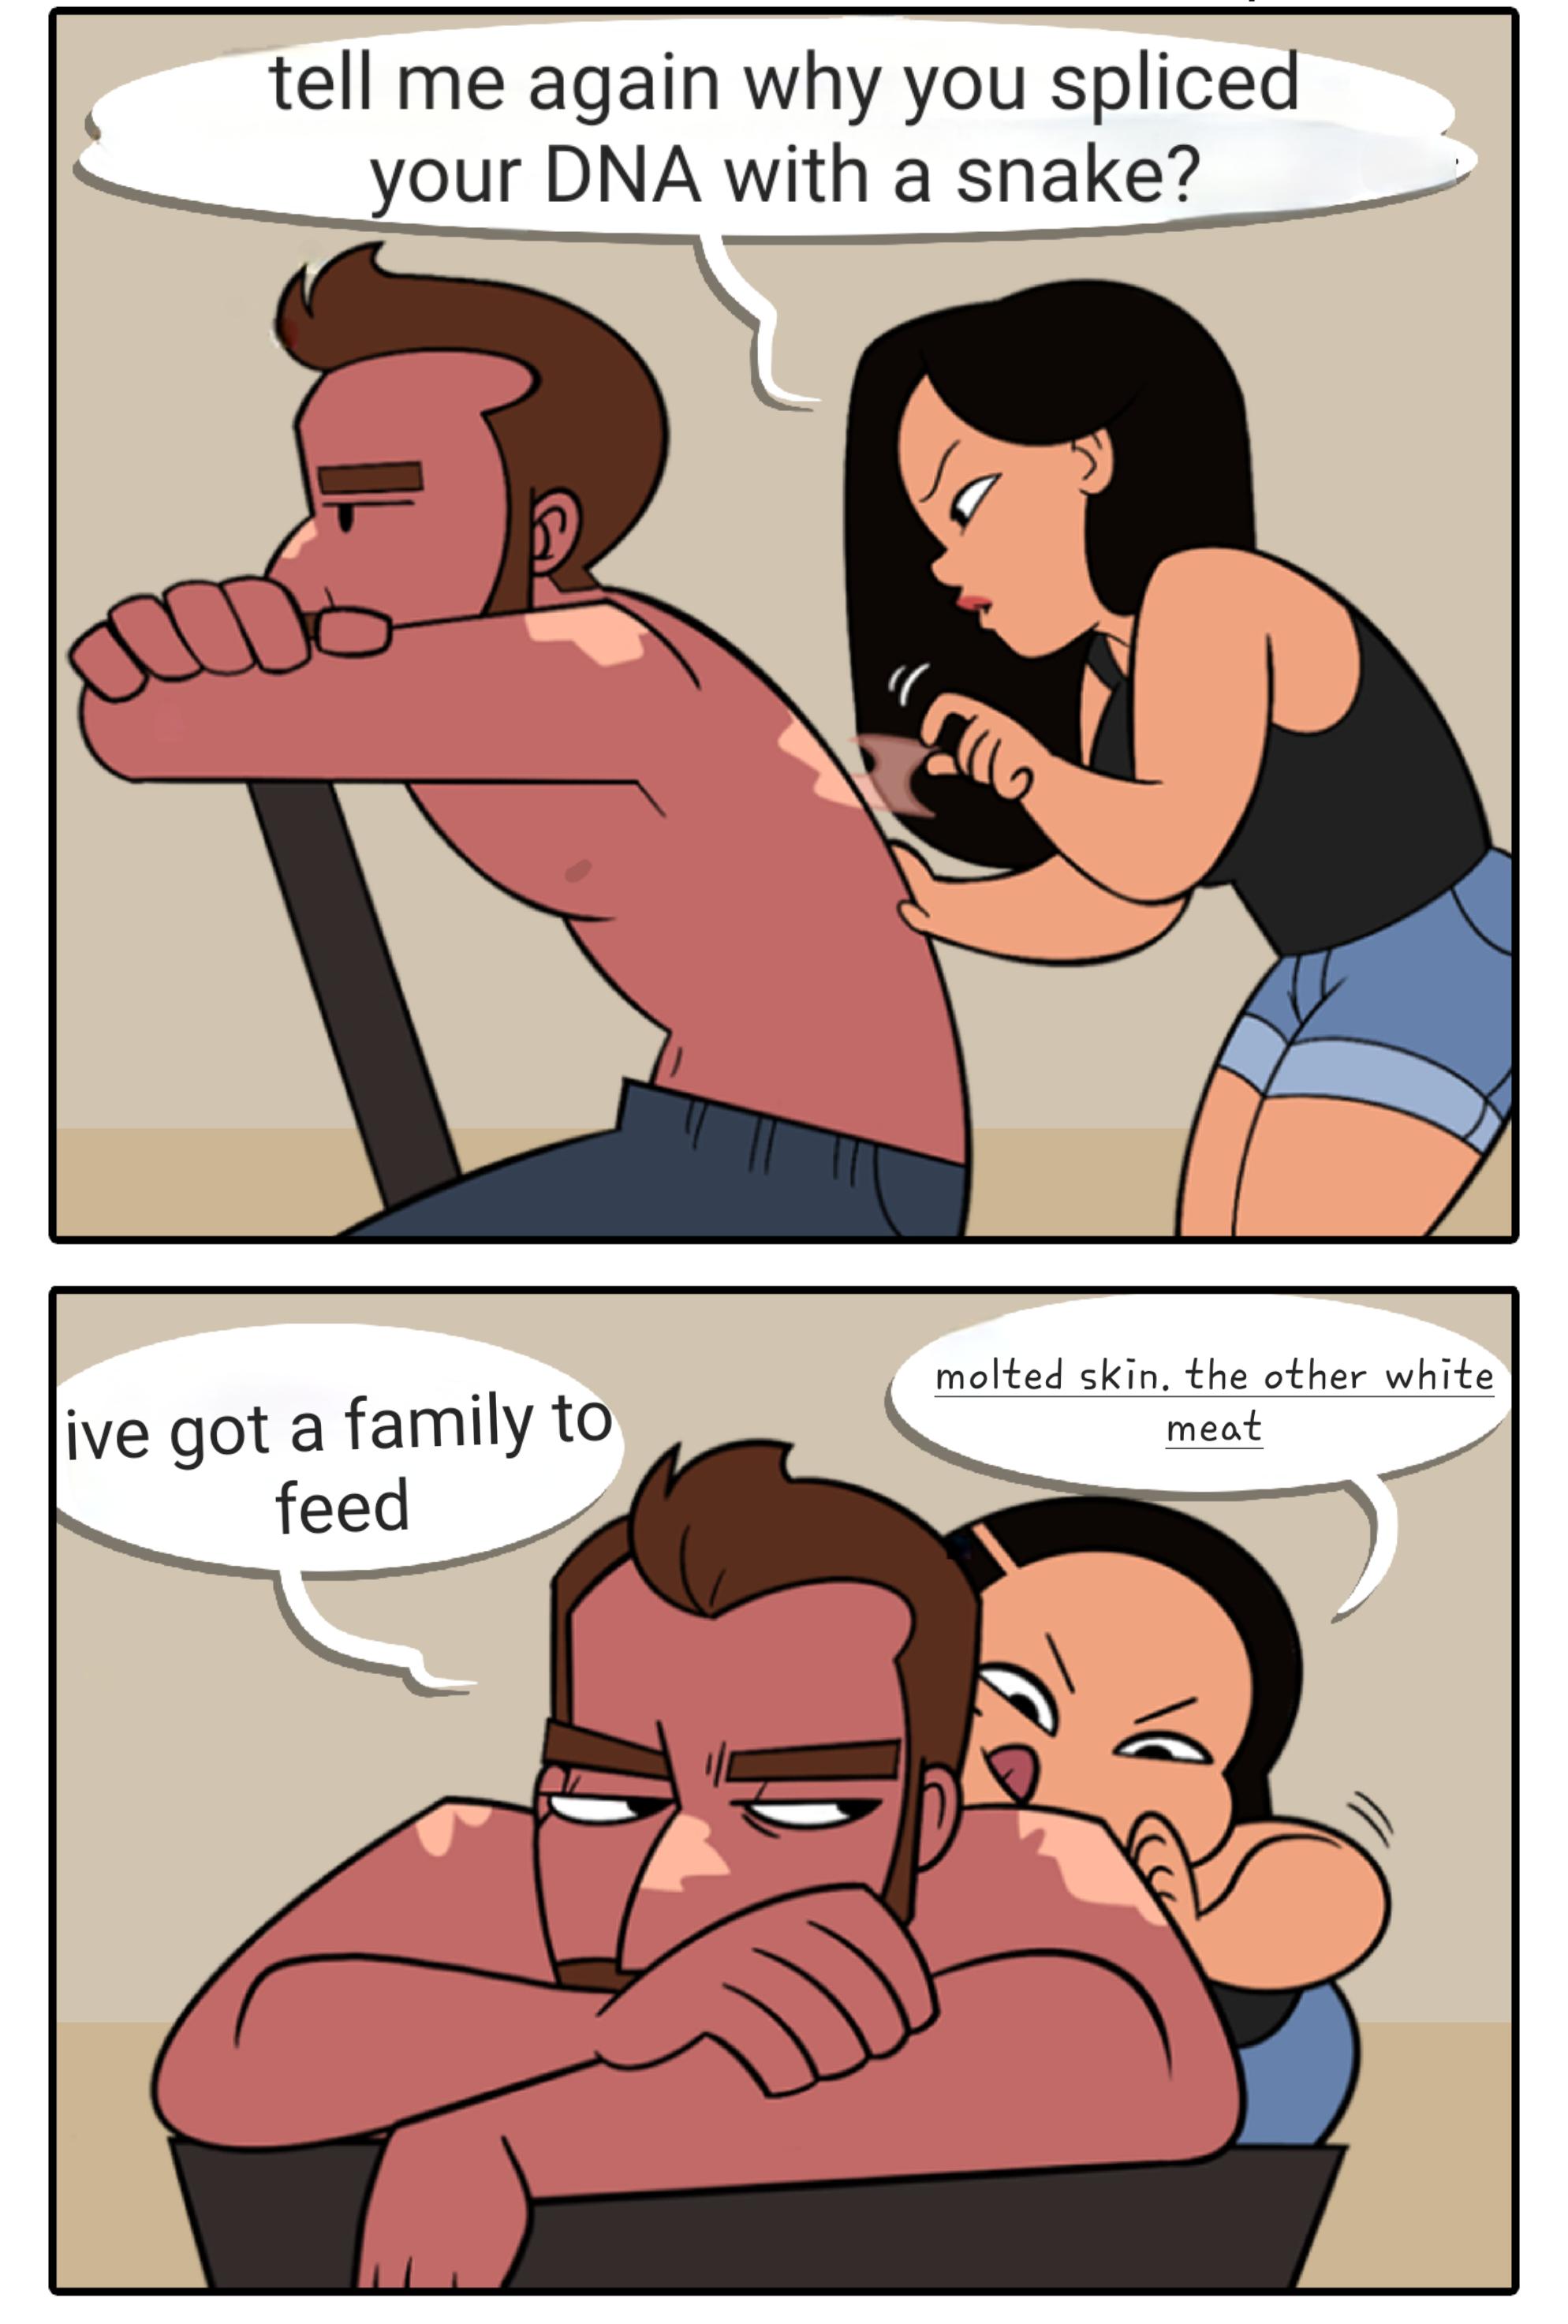 tell me again why you spliced
your DNA with a snake?
ive got a family to
feed
molted skin. the other white
meat